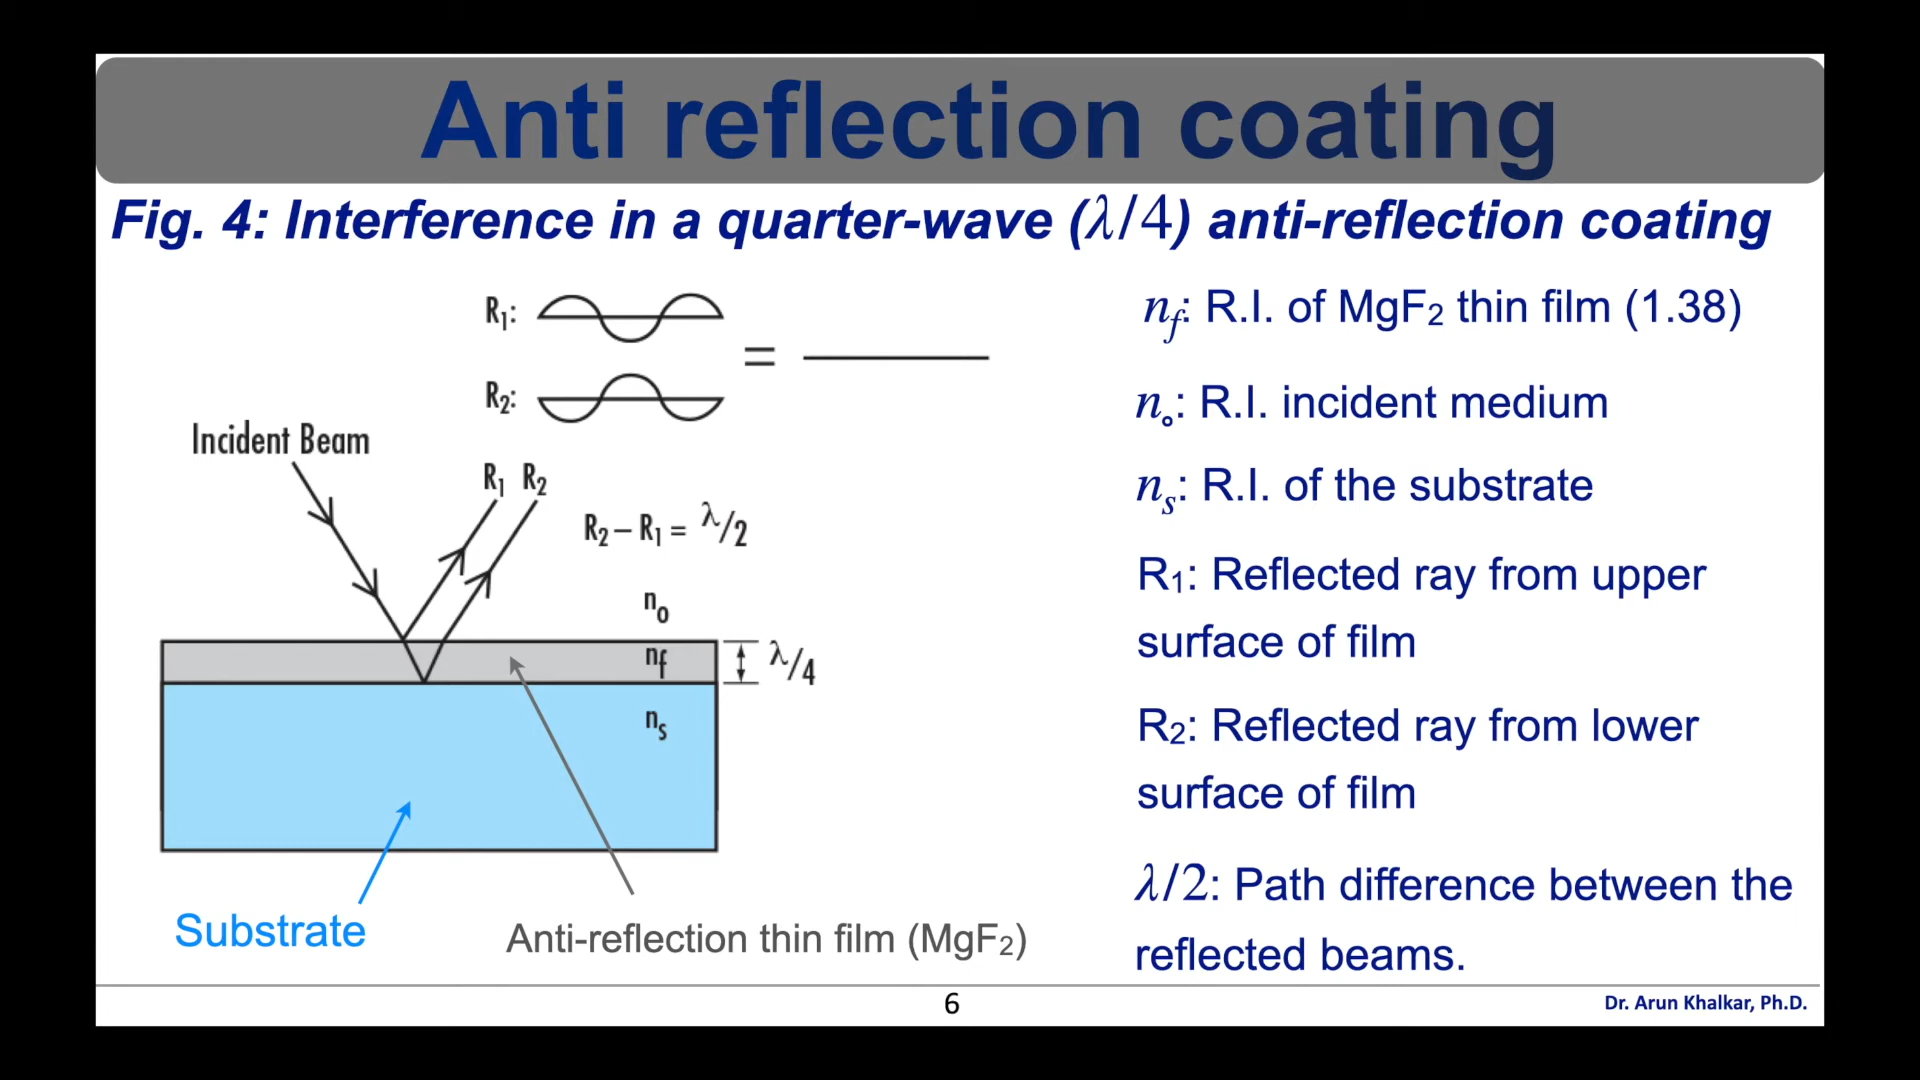 Anti reflection coating
Fig. 4: Interference in a quarter-wave (λ/4) anti-reflection coating
R₁:
=
R₂:
Incident Beam
R₁ R₂
R₂ – R₁ = λ/2
n₀
n_f
λ/4
n_s
Substrate
Anti-reflection thin film (MgF₂)
n_f: R.I. of MgF₂ thin film (1.38)
n∘: R.I. incident medium
n_s: R.I. of the substrate
R₁: Reflected ray from upper
surface of film
R₂: Reflected ray from lower
surface of film
λ/2: Path difference between the
reflected beams.
6
Dr. Arun Khalkar, Ph.D.